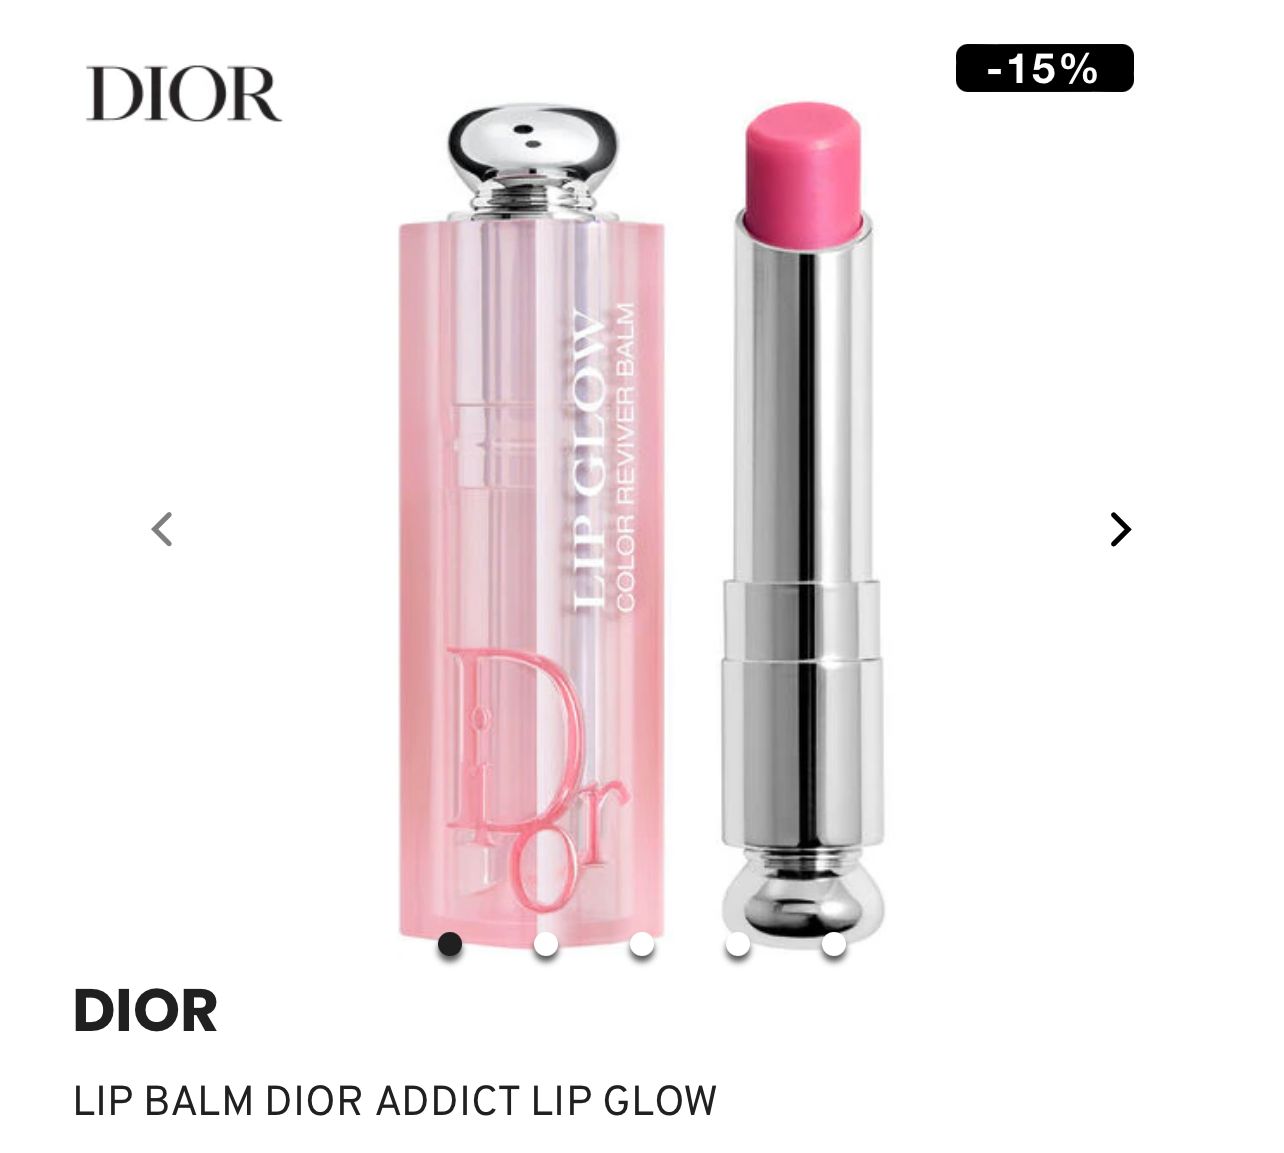 DIOR
-15%
LIP GLOW
COLOR REVIVER BALM
Dior
DIOR
LIP BALM DIOR ADDICT LIP GLOW